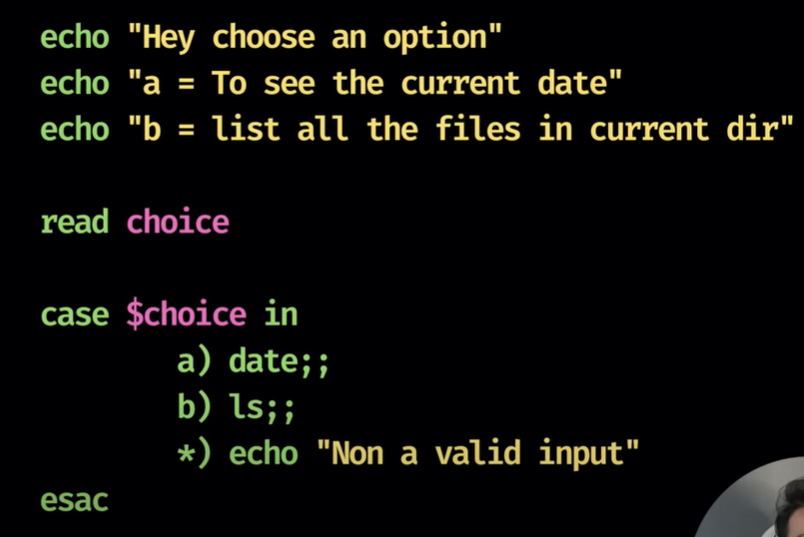 echo "Hey choose an option"
echo "a = To see the current date"
echo "b = list all the files in current dir"
read choice
case $choice in
a) date;;
b) ls;;
*) echo "Non a valid input"
esac